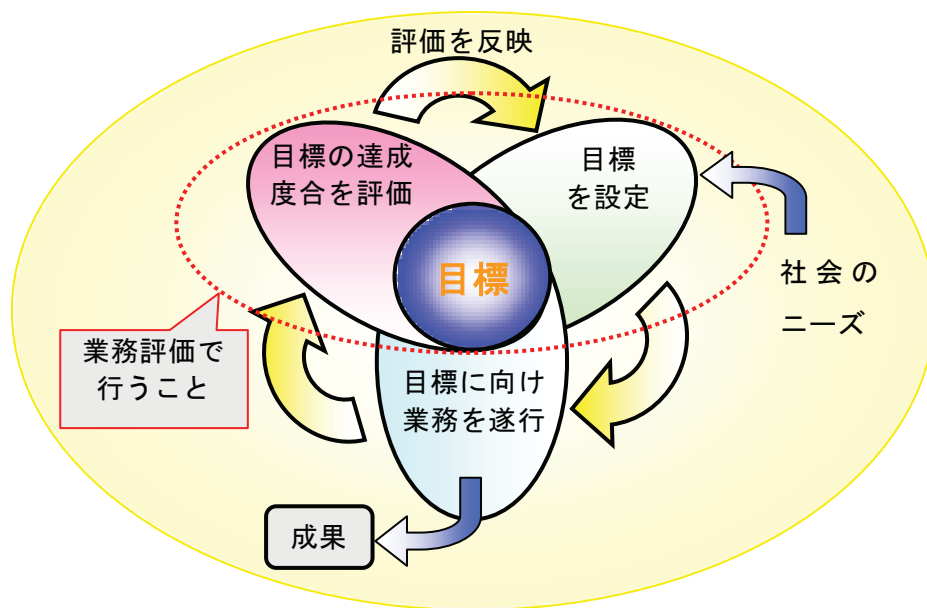 評価を反映
目標の達成
度合を評価
目標
を設定
目標
社会の
ニーズ
業務評価で
行うこと
目標に向け
業務を遂行
成果